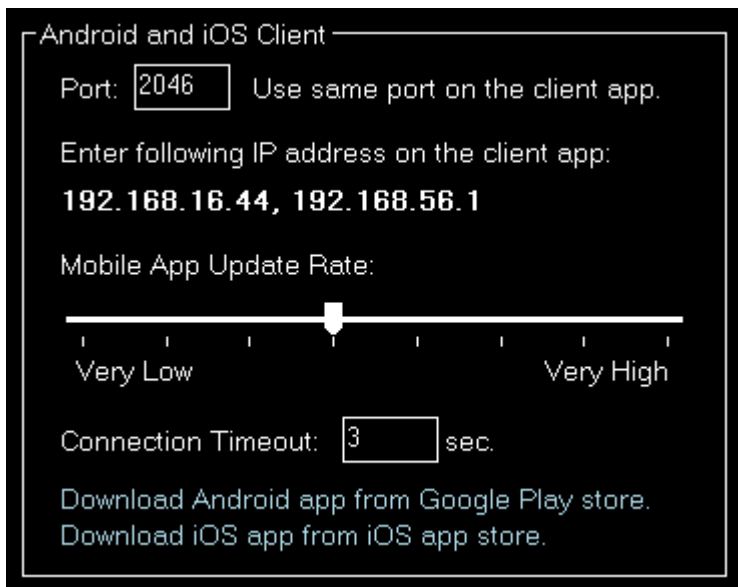 Android and iOS Client
Port: 2046 Use same port on the client app.
Enter following IP address on the client app:
192.168.16.44, 192.168.56.1
Mobile App Update Rate:
Very Low Very High
Connection Timeout: 3 sec.
Download Android app from Google Play store.
Download iOS app from iOS app store.